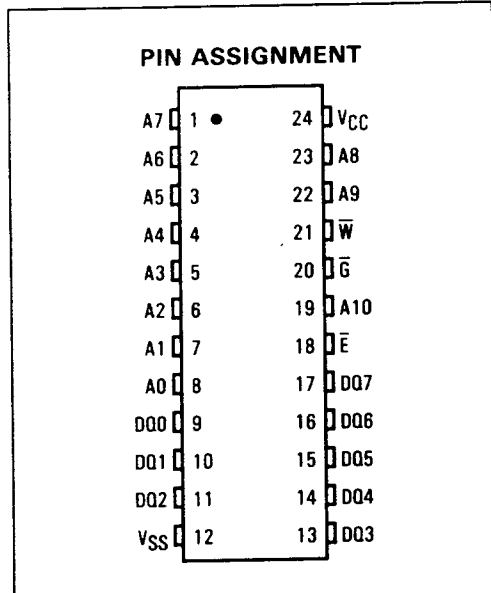 PIN ASSIGNMENT
A7 1 24 VCC
A6 2 23 A8
A5 3 22 A9
A4 4 21 W̅
A3 5 20 G̅
A2 6 19 A10
A1 7 18 E̅
A0 8 17 DQ7
DQ0 9 16 DQ6
DQ1 10 15 DQ5
DQ2 11 14 DQ4
VSS 12 13 DQ3